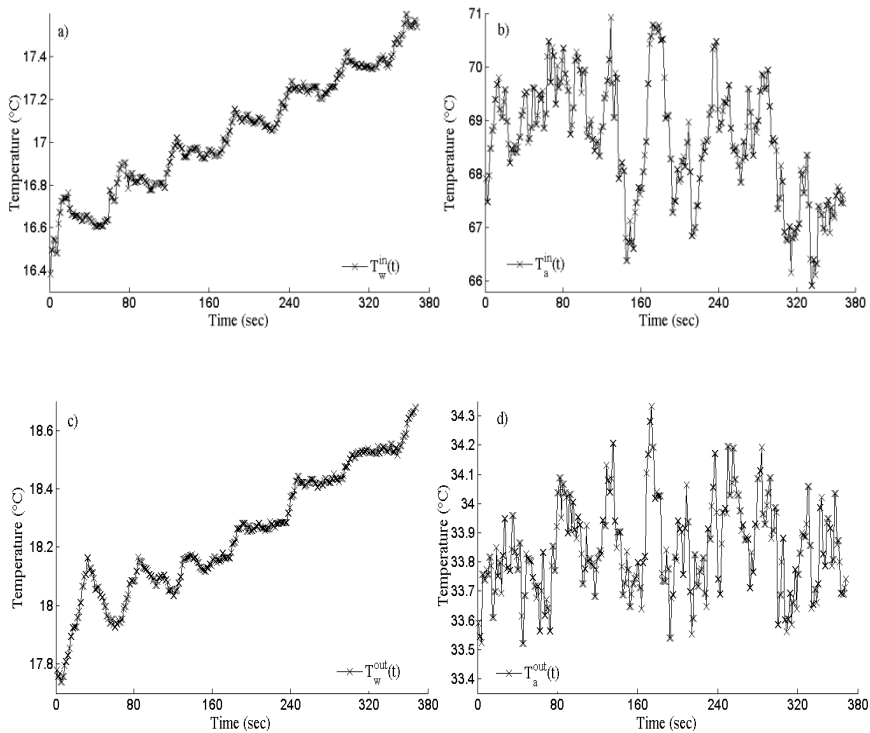 a)
Temperature (°C)
17.4
17.2
17
16.8
16.6
16.4
T_w^in(t)
0 80 160 240 320 380
Time (sec)
b)
Temperature (°C)
71
70
69
68
67
66
T_a^in(t)
0 80 160 240 320 380
Time (sec)
c)
Temperature (°C)
18.6
18.4
18.2
18
17.8
T_w^out(t)
0 80 160 240 320 380
Time (sec)
d)
Temperature (°C)
34.3
34.2
34.1
34
33.9
33.8
33.7
33.6
33.5
33.4
T_a^out(t)
0 80 160 240 320 380
Time (sec)